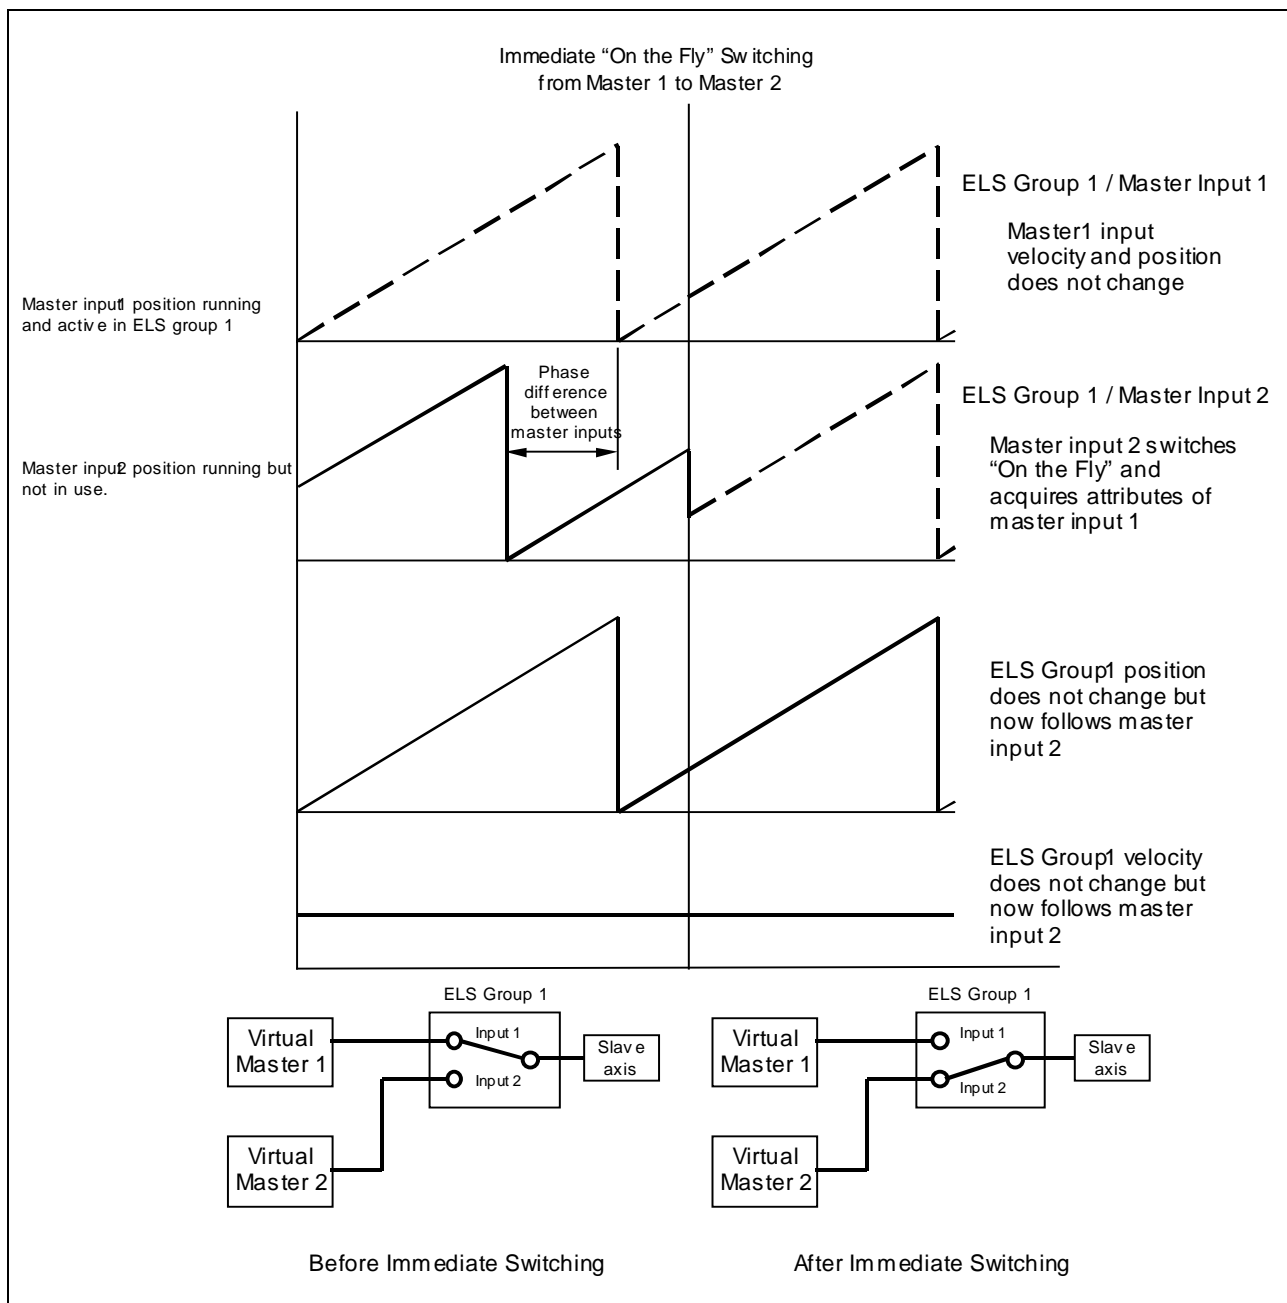 Immediate “On the Fly” Switching
from Master 1 to Master 2
ELS Group 1 / Master Input 1
Master1 input
velocity and position
does not change
Master input1 position running
and active in ELS group 1
Phase
difference
between
master inputs
ELS Group 1 / Master Input 2
Master input 2 switches
“On the Fly” and
acquires attributes of
master input 1
Master input2 position running but
not in use.
ELS Group1 position
does not change but
now follows master
input 2
ELS Group1 velocity
does not change but
now follows master
input 2
ELS Group 1
Virtual
Master 1
Input 1
Input 2
Slave
axis
Virtual
Master 2
Before Immediate Switching
ELS Group 1
Virtual
Master 1
Input 1
Input 2
Slave
axis
Virtual
Master 2
After Immediate Switching